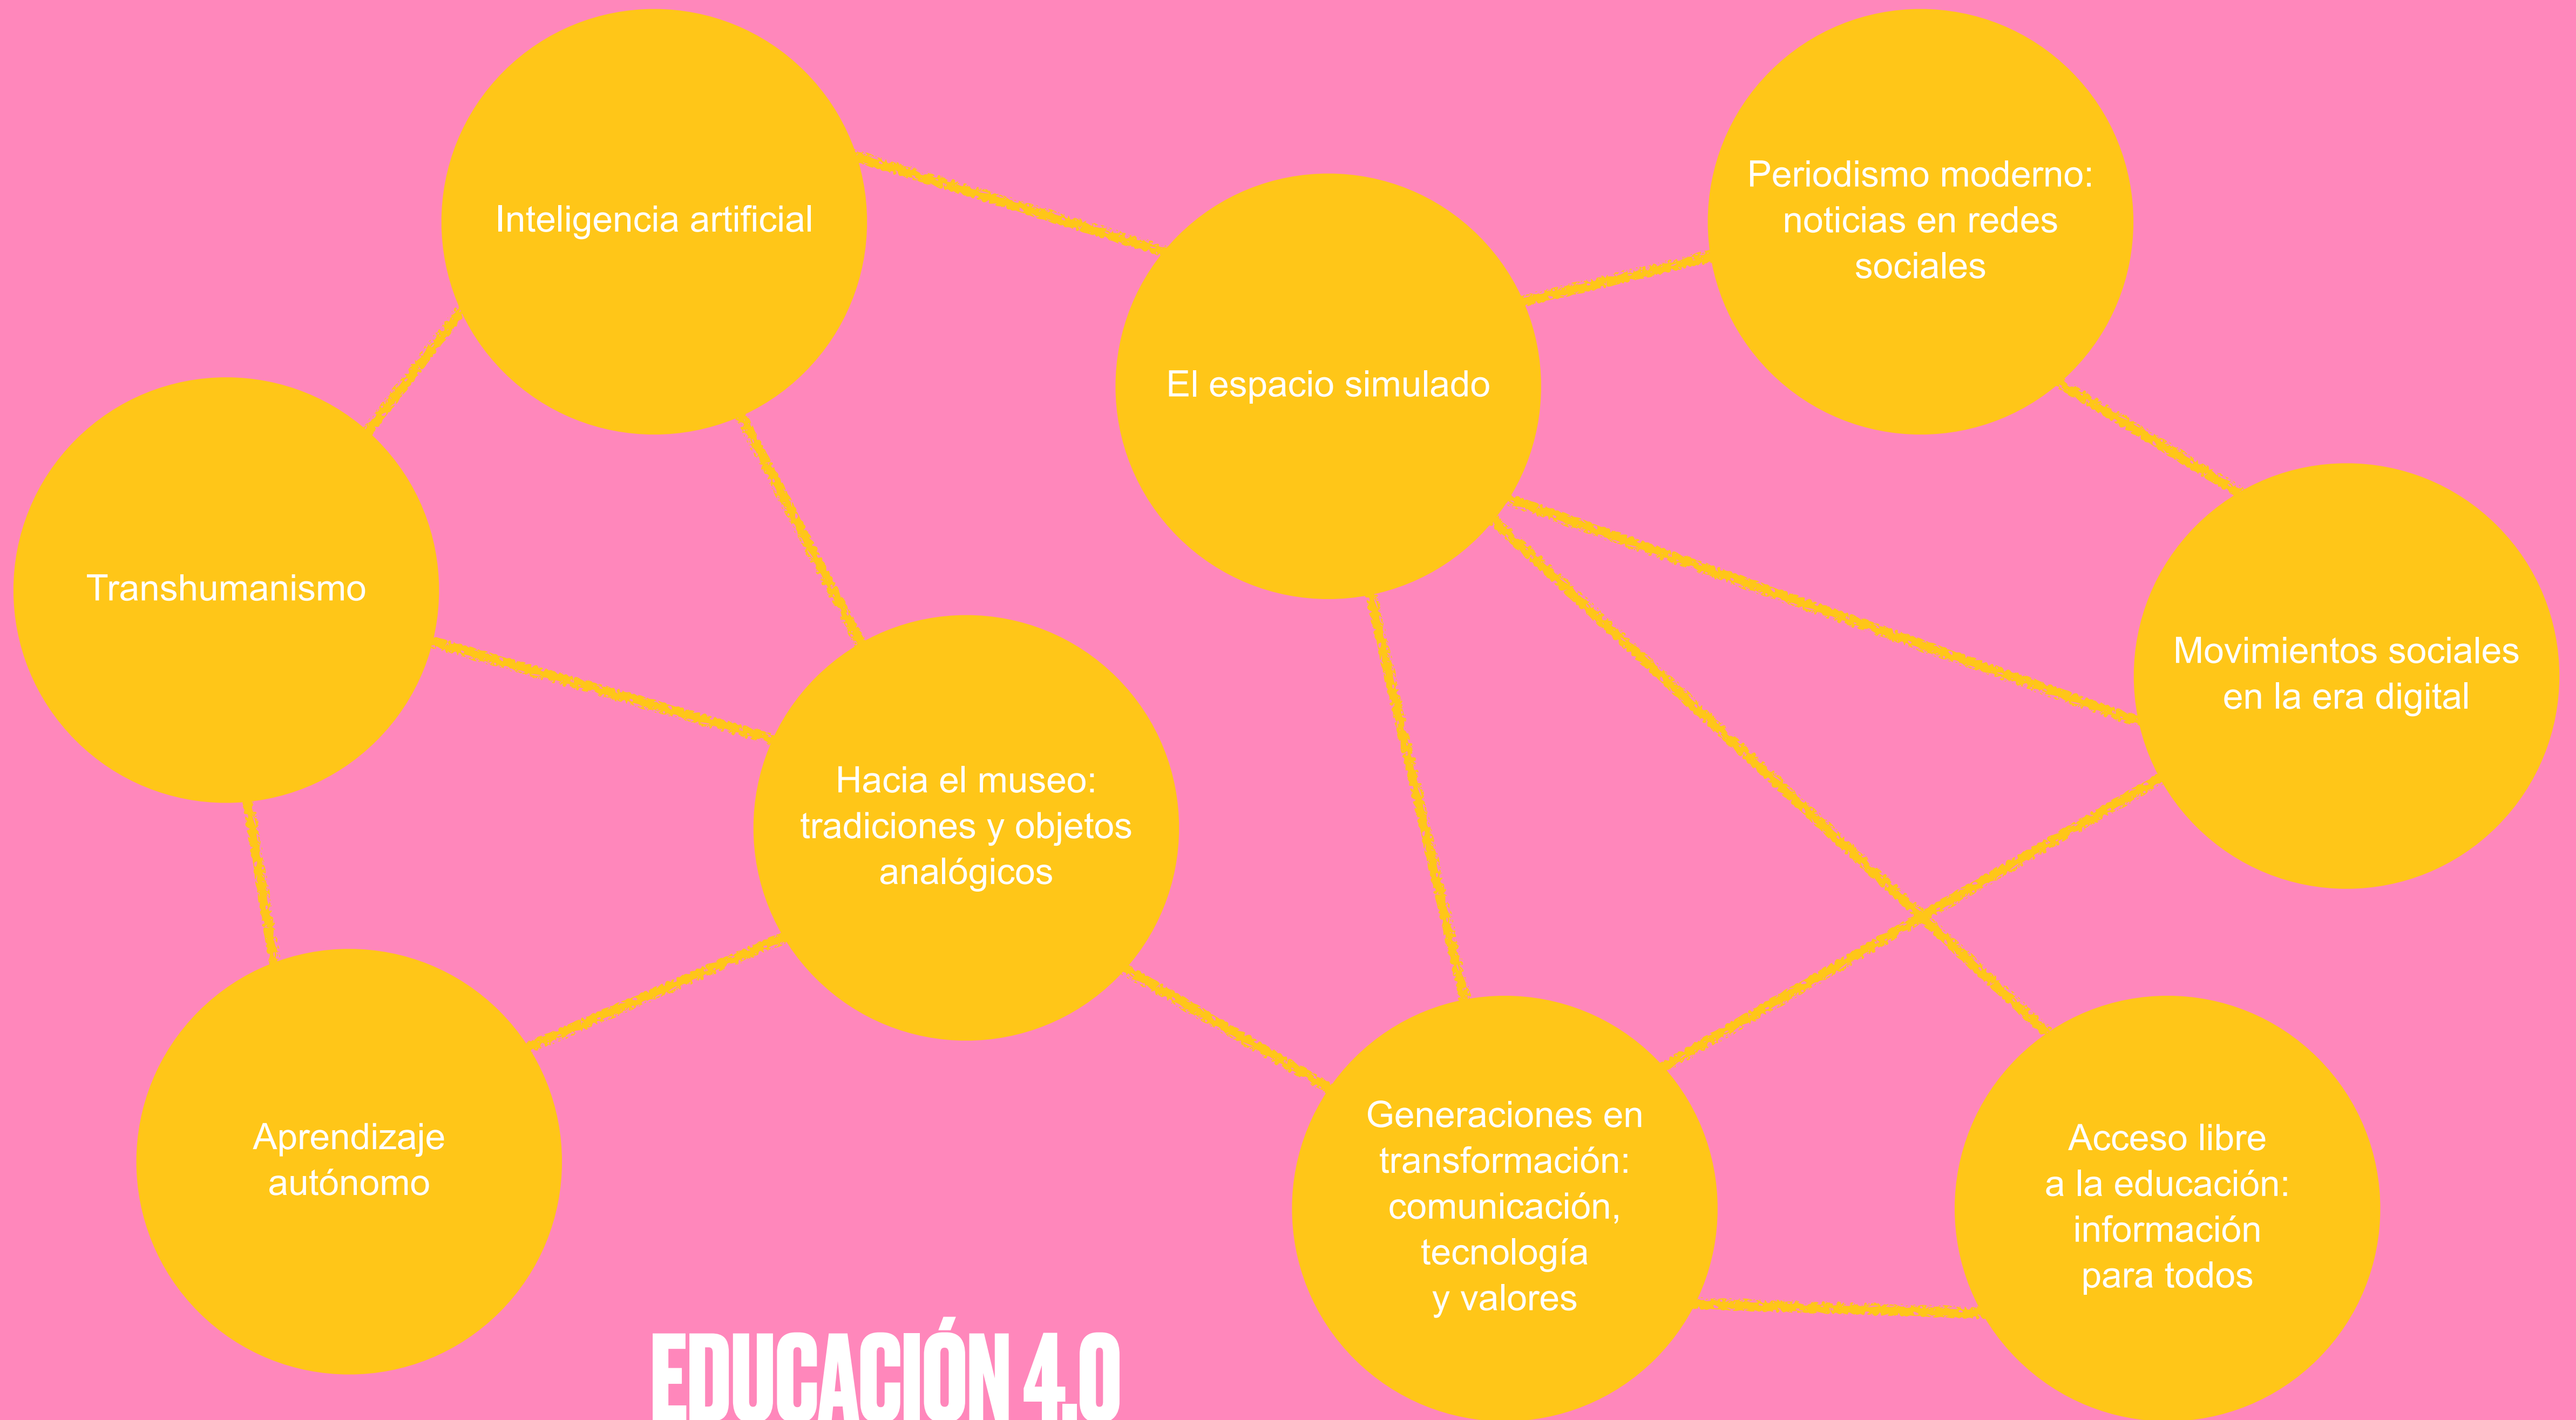 Inteligencia artificial
Periodismo moderno:
noticias en redes
sociales
El espacio simulado
Transhumanismo
Movimientos sociales
en la era digital
Hacia el museo:
tradiciones y objetos
analógicos
Aprendizaje
autónomo
Generaciones en
transformación:
comunicación,
tecnología
y valores
Acceso libre
a la educación:
información
para todos
EDUCACIÓN 4.0